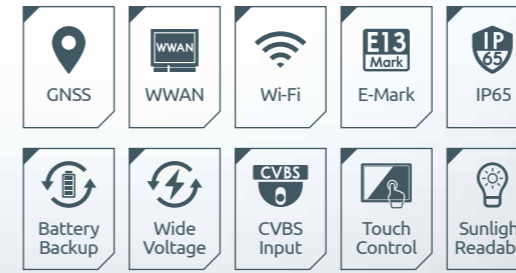 WWAN
E13
Mark
IP
65
GNSS
WWAN
Wi-Fi
E-Mark
IP65
CVBS
Battery
Backup
Wide
Voltage
CVBS
Input
Touch
Control
Sunligh
Readab